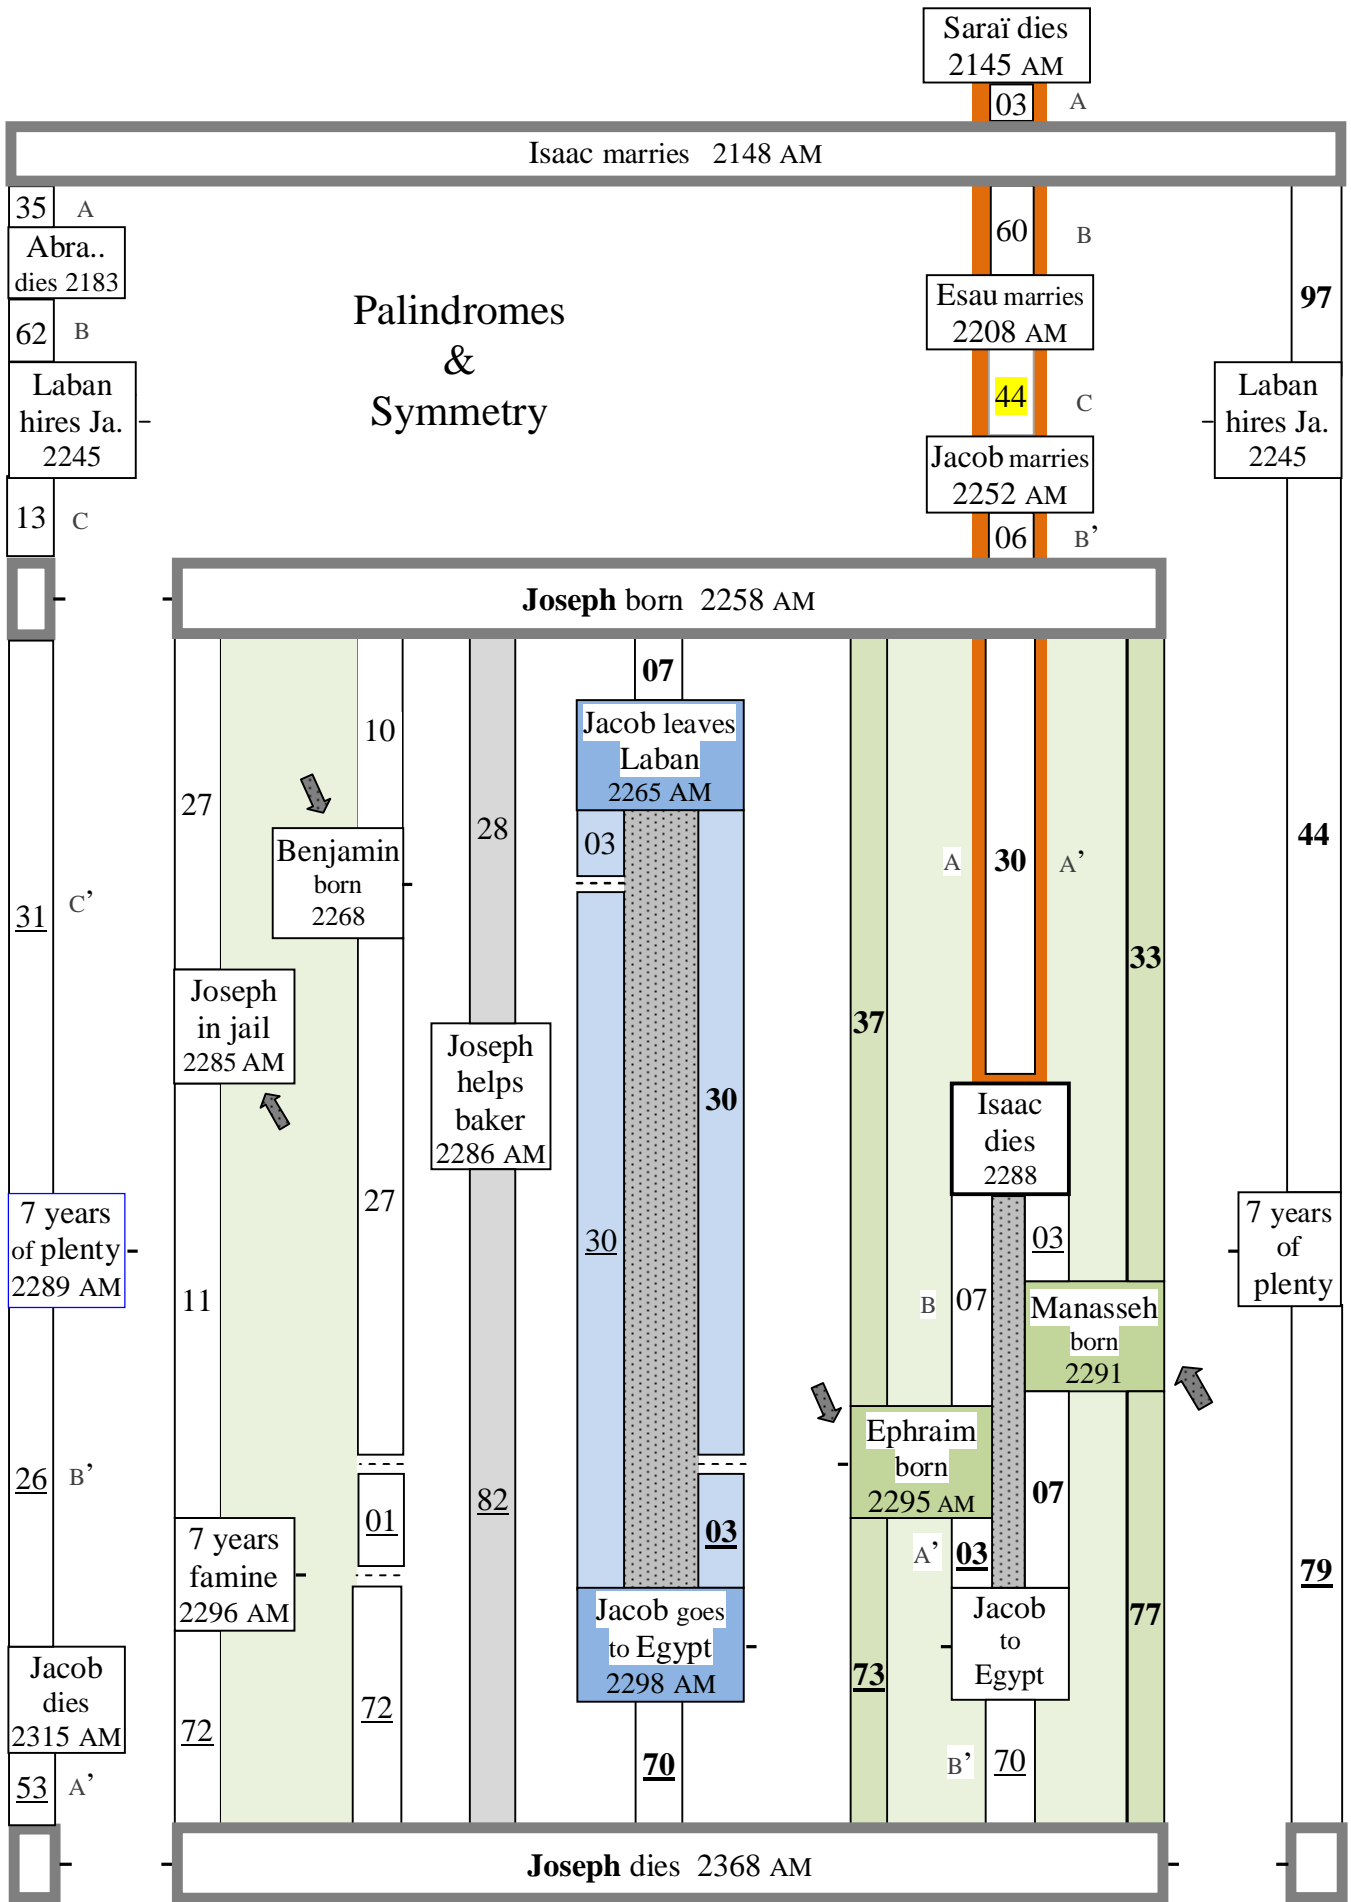 Saraï dies
2145 AM
03 A
Isaac marries 2148 AM
35 A
Abra..
dies 2183
62 B
Laban
hires Ja.
2245
13 C
Palindromes
&
Symmetry
60 B
Esau marries
2208 AM
44 C
Jacob marries
2252 AM
06 B’
97
Laban
hires Ja.
2245
44
7 years
of
plenty
79
Joseph born 2258 AM
31 C’
7 years
of plenty
2289 AM
26 B’
Jacob
dies
2315 AM
53 A’
27
Joseph
in jail
2285 AM
11
7 years
famine
2296 AM
72
10
Benjamin
born
2268
27
01
72
28
Joseph
helps
baker
2286 AM
82
07
Jacob leaves
Laban
2265 AM
03
30
30
03
Jacob goes
to Egypt
2298 AM
70
37
Ephraim
born
2295 AM
73
A 30 A’
Isaac
dies
2288
B 07
03
A’ 03
07
Jacob
to
Egypt
B’ 70
33
Manasseh
born
2291
77
Joseph dies 2368 AM